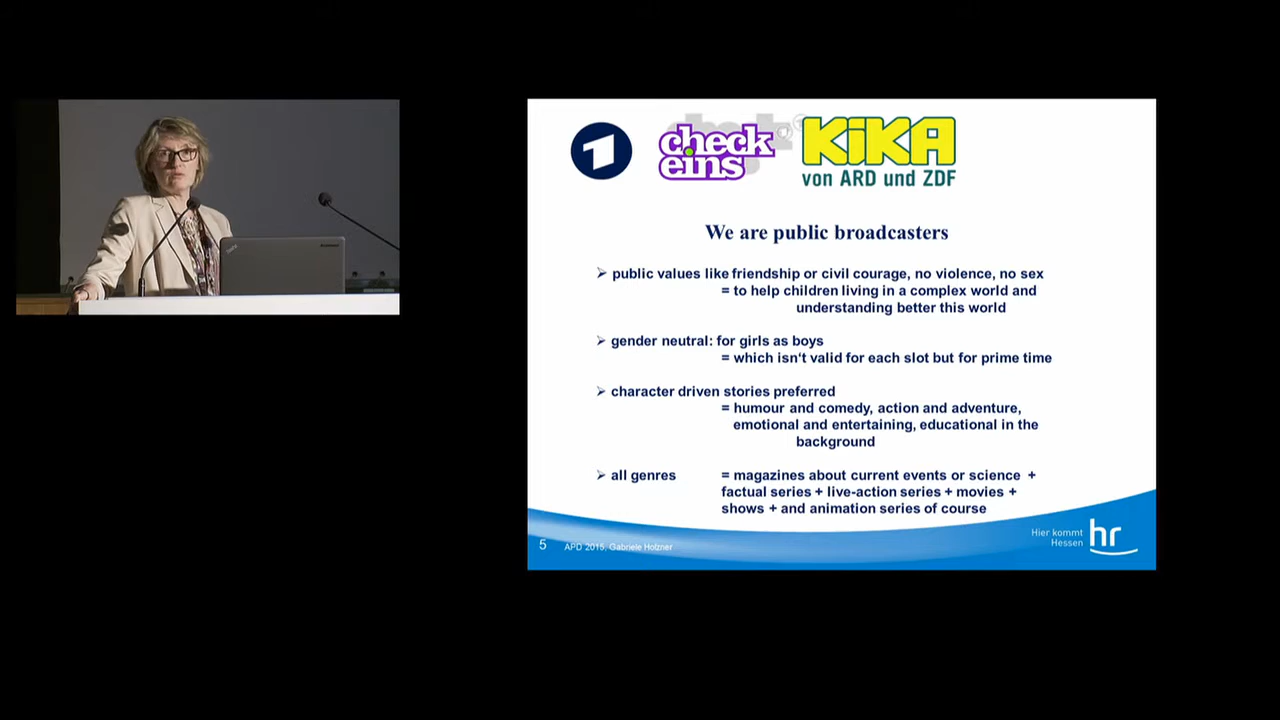 check
eins
KiKA
von ARD und ZDF
We are public broadcasters
➢ public values like friendship or civil courage, no violence, no sex
= to help children living in a complex world and
understanding better this world
➢ gender neutral: for girls as boys
= which isn't valid for each slot but for prime time
➢ character driven stories preferred
= humour and comedy, action and adventure,
emotional and entertaining, educational in the
background
➢ all genres = magazines about current events or science +
factual series + live-action series + movies +
shows + and animation series of course
5 APD 2015, Gabriele Holzner
Hier kommt
Hessen
hr